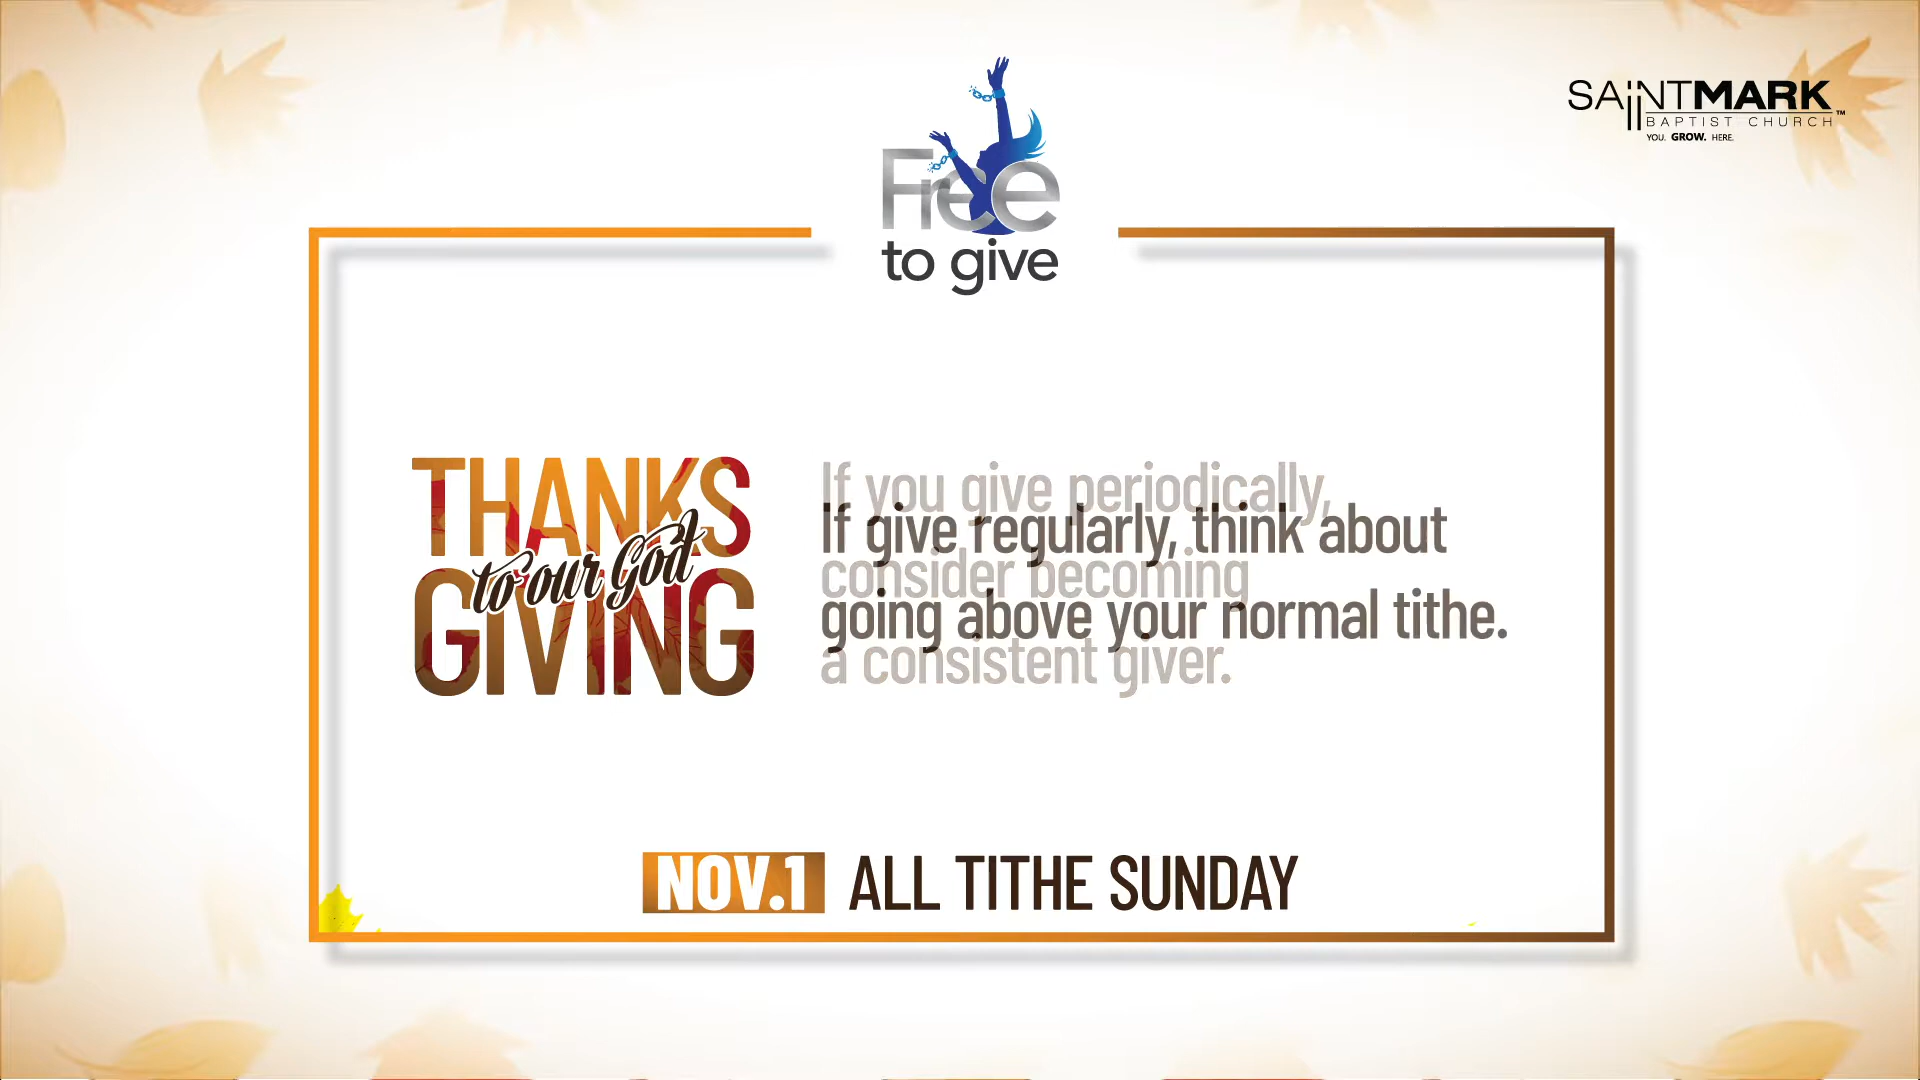 SAINTMARK™
BAPTIST CHURCH
YOU. GROW. HERE.
Free
to give
THANKS
to our God
GIVING
If you give periodically,
consider becoming
a consistent giver.
If give regularly, think about
going above your normal tithe.
NOV.1 ALL TITHE SUNDAY